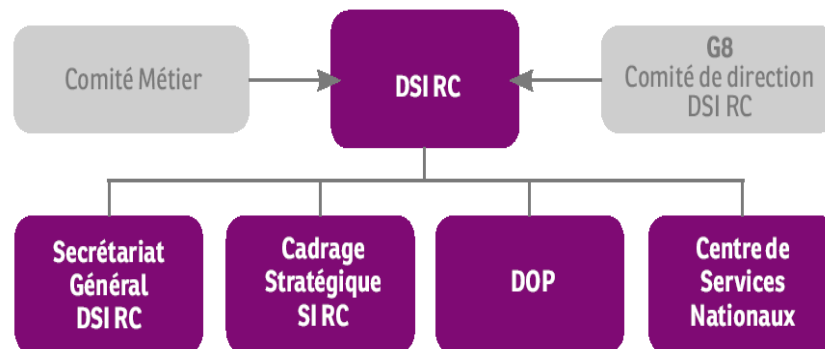 Comité Métier
DSI RC
G8
Comité de direction
DSI RC
Secrétariat
Général
DSI RC
Cadrage
Stratégique
SI RC
DOP
Centre de
Services
Nationaux